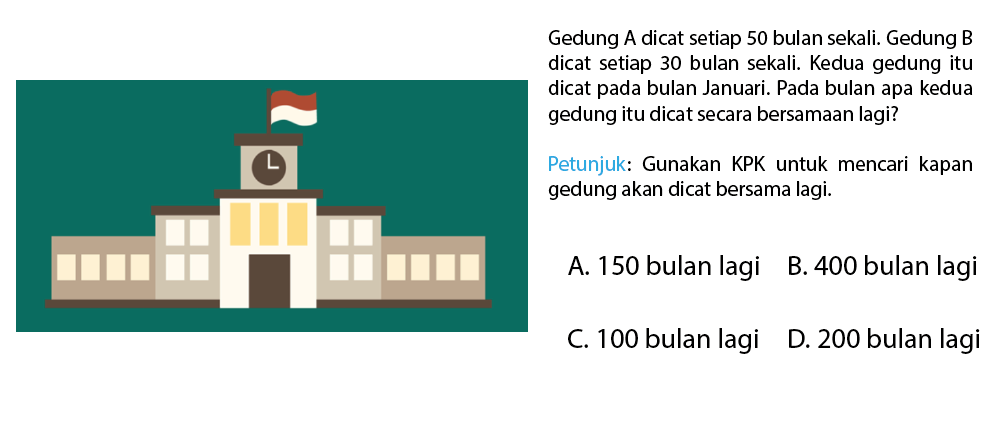 Gedung A dicat setiap 50 bulan sekali. Gedung B
dicat setiap 30 bulan sekali. Kedua gedung itu
dicat pada bulan Januari. Pada bulan apa kedua
gedung itu dicat secara bersamaan lagi?
Petunjuk: Gunakan KPK untuk mencari kapan
gedung akan dicat bersama lagi.
A. 150 bulan lagi B. 400 bulan lagi
C. 100 bulan lagi D. 200 bulan lagi